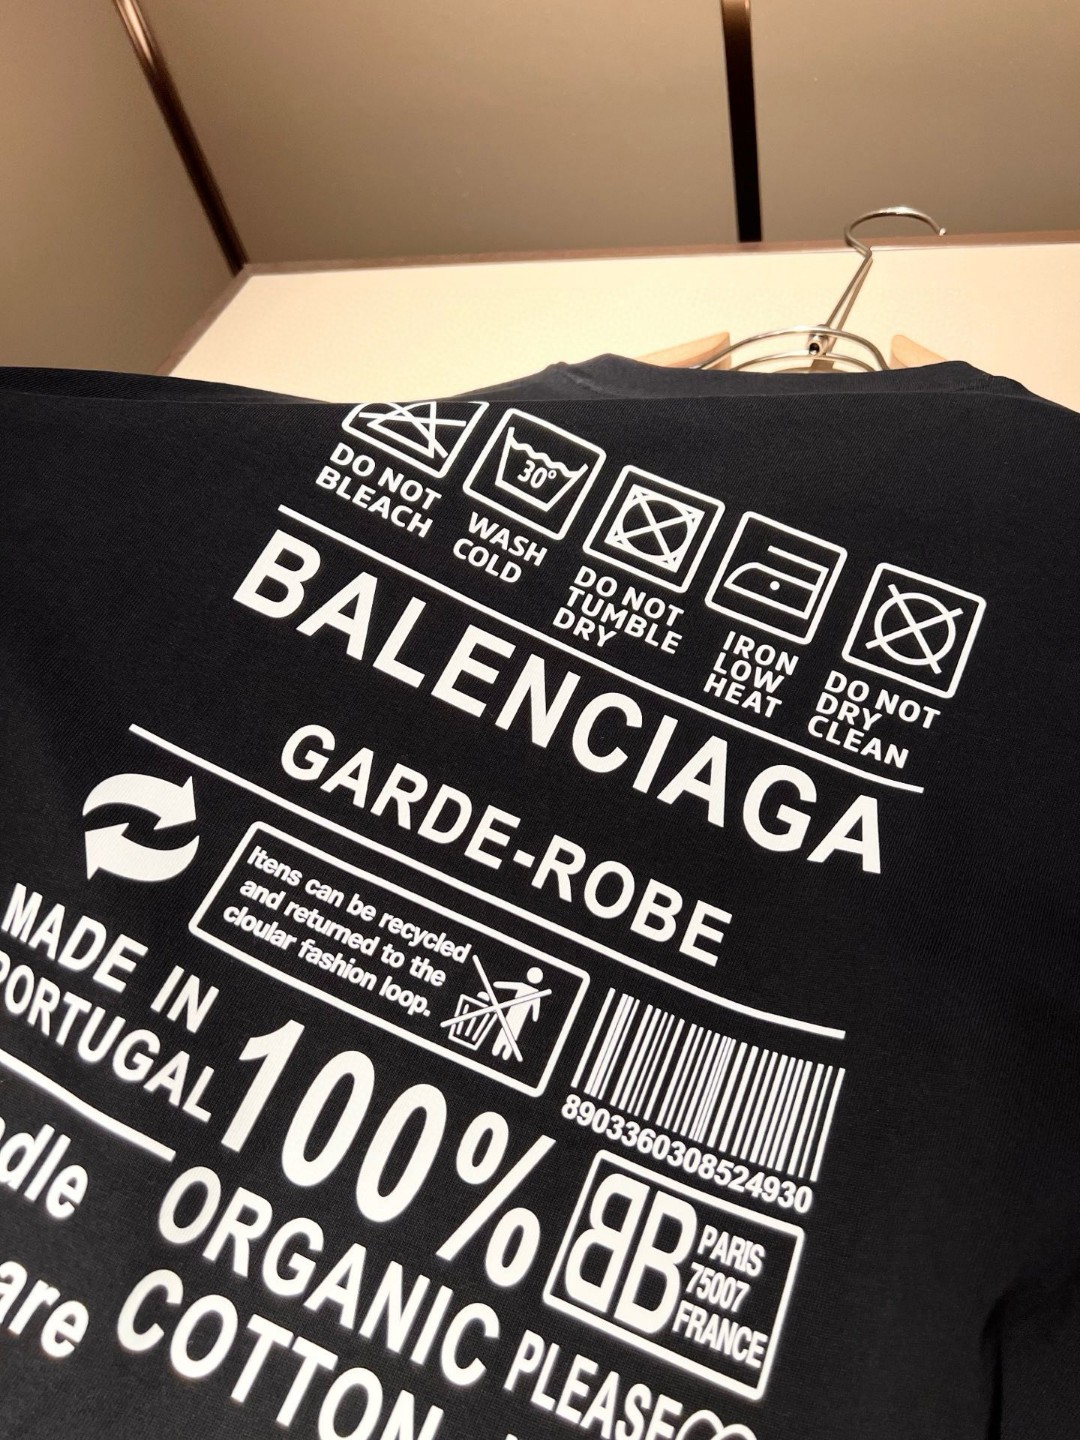 DO NOT
BLEACH
30°
WASH
COLD
DO NOT
TUMBLE
DRY
IRON
LOW
HEAT
DO NOT
DRY
CLEAN
BALENCIAGA
GARDE-ROBE
Itens can be recycled
and returned to the
cloular fashion loop.
MADE IN
PORTUGAL
8903360308524930
100%
ORGANIC
COTTON
BB
PARIS
75007
FRANCE
PLEASE